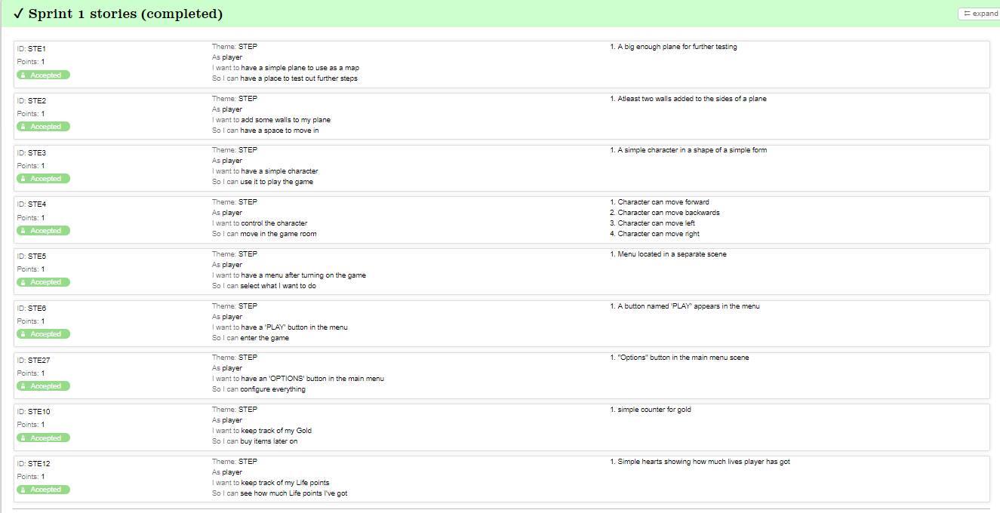 ✓ Sprint 1 stories (completed)
expand
ID: STE1
Points: 1
Accepted
Theme: STEP
As player
I want to have a simple plane to use as a map
So I can have a place to test out further steps
1. A big enough plane for further testing
ID: STE2
Points: 1
Accepted
Theme: STEP
As player
I want to add some walls to my plane
So I can have a space to move in
1. Atleast two walls added to the sides of a plane
ID: STE3
Points: 1
Accepted
Theme: STEP
As player
I want to have a simple character
So I can use it to play the game
1. A simple character in a shape of a simple form
ID: STE4
Points: 1
Accepted
Theme: STEP
As player
I want to control the character
So I can move in the game room
1. Character can move forward
2. Character can move backwards
3. Character can move left
4. Character can move right
ID: STE5
Points: 1
Accepted
Theme: STEP
As player
I want to have a menu after turning on the game
So I can select what I want to do
1. Menu located in a separate scene
ID: STE6
Points: 1
Accepted
Theme: STEP
As player
I want to have a 'PLAY' button in the menu
So I can enter the game
1. A button named 'PLAY' appears in the menu
ID: STE27
Points: 1
Accepted
Theme: STEP
As player
I want to have an 'OPTIONS' button in the main menu
So I can configure everything
1. "Options" button in the main menu scene
ID: STE10
Points: 1
Accepted
Theme: STEP
As player
I want to keep track of my Gold
So I can buy items later on
1. simple counter for gold
ID: STE12
Points: 1
Accepted
Theme: STEP
As player
I want to keep track of my Life points
So I can see how much Life points I've got
1. Simple hearts showing how much lives player has got